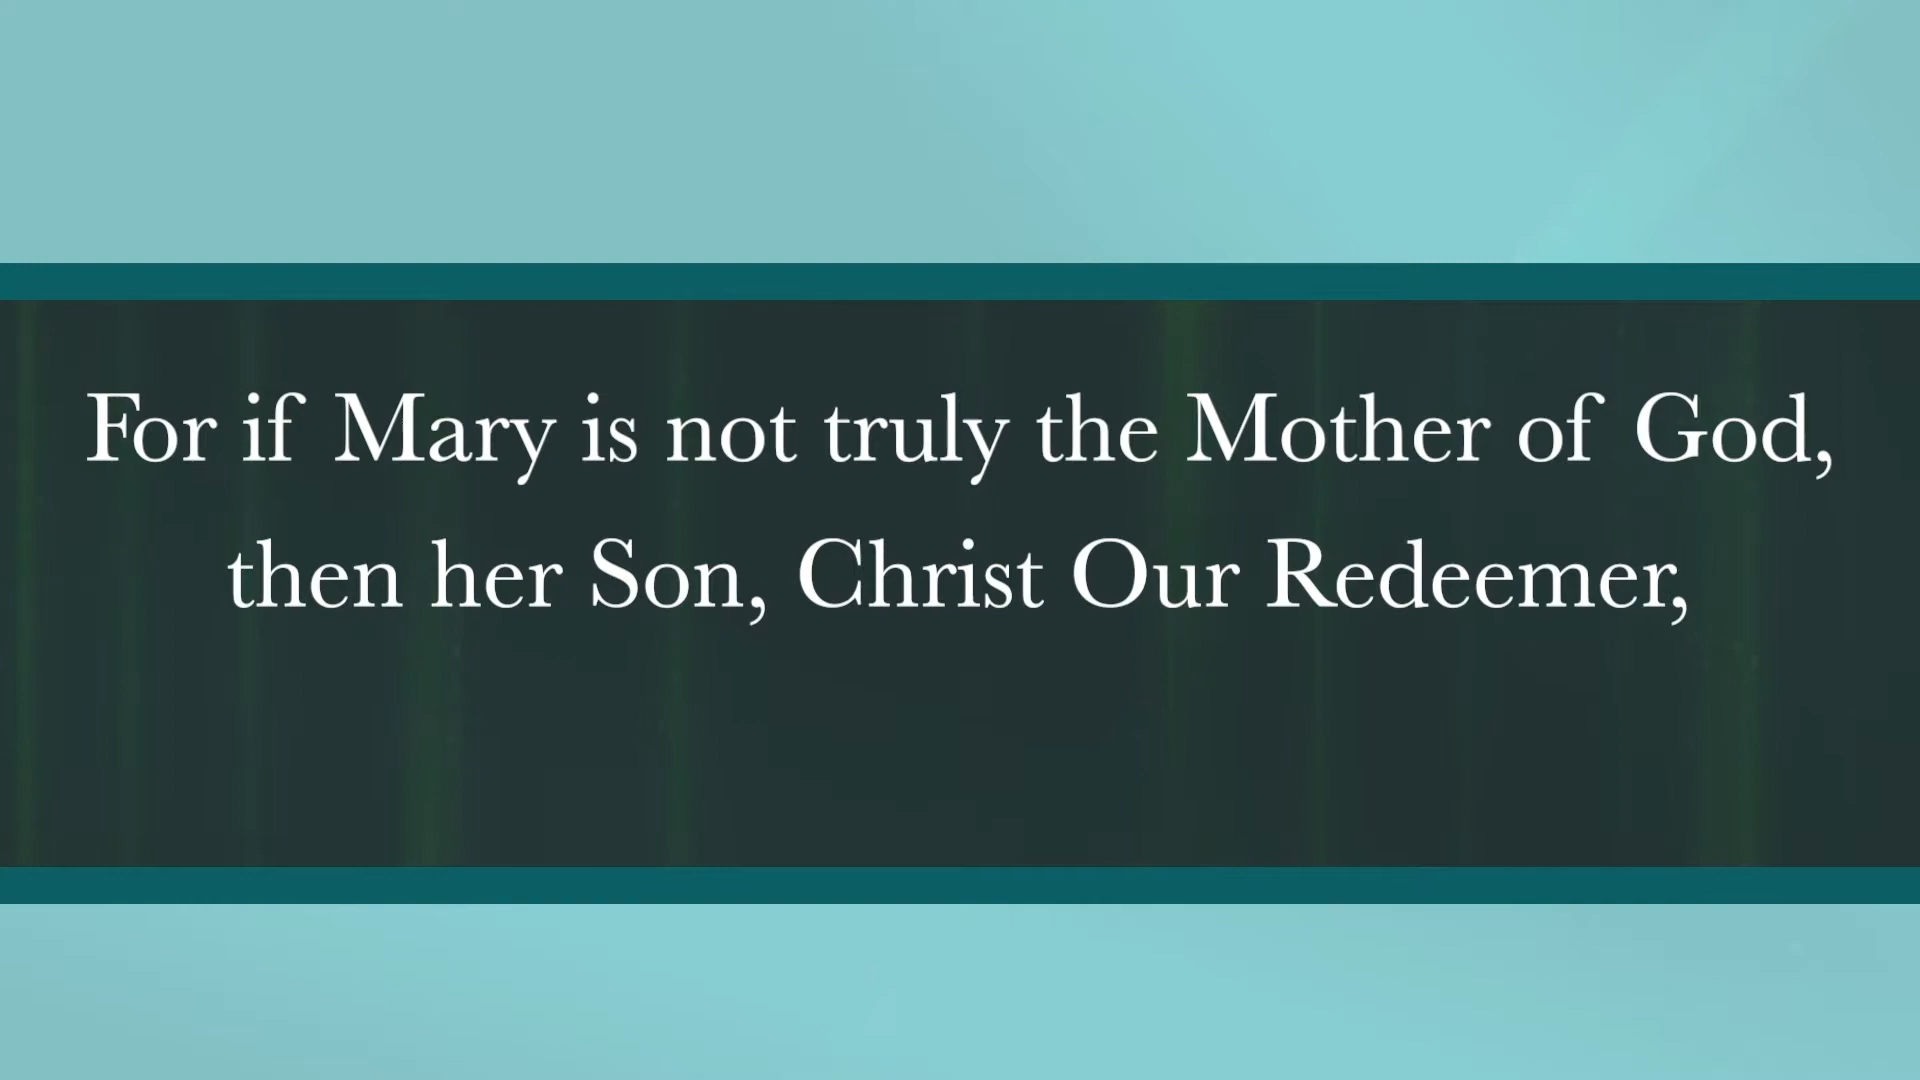 For if Mary is not truly the Mother of God,
then her Son, Christ Our Redeemer,